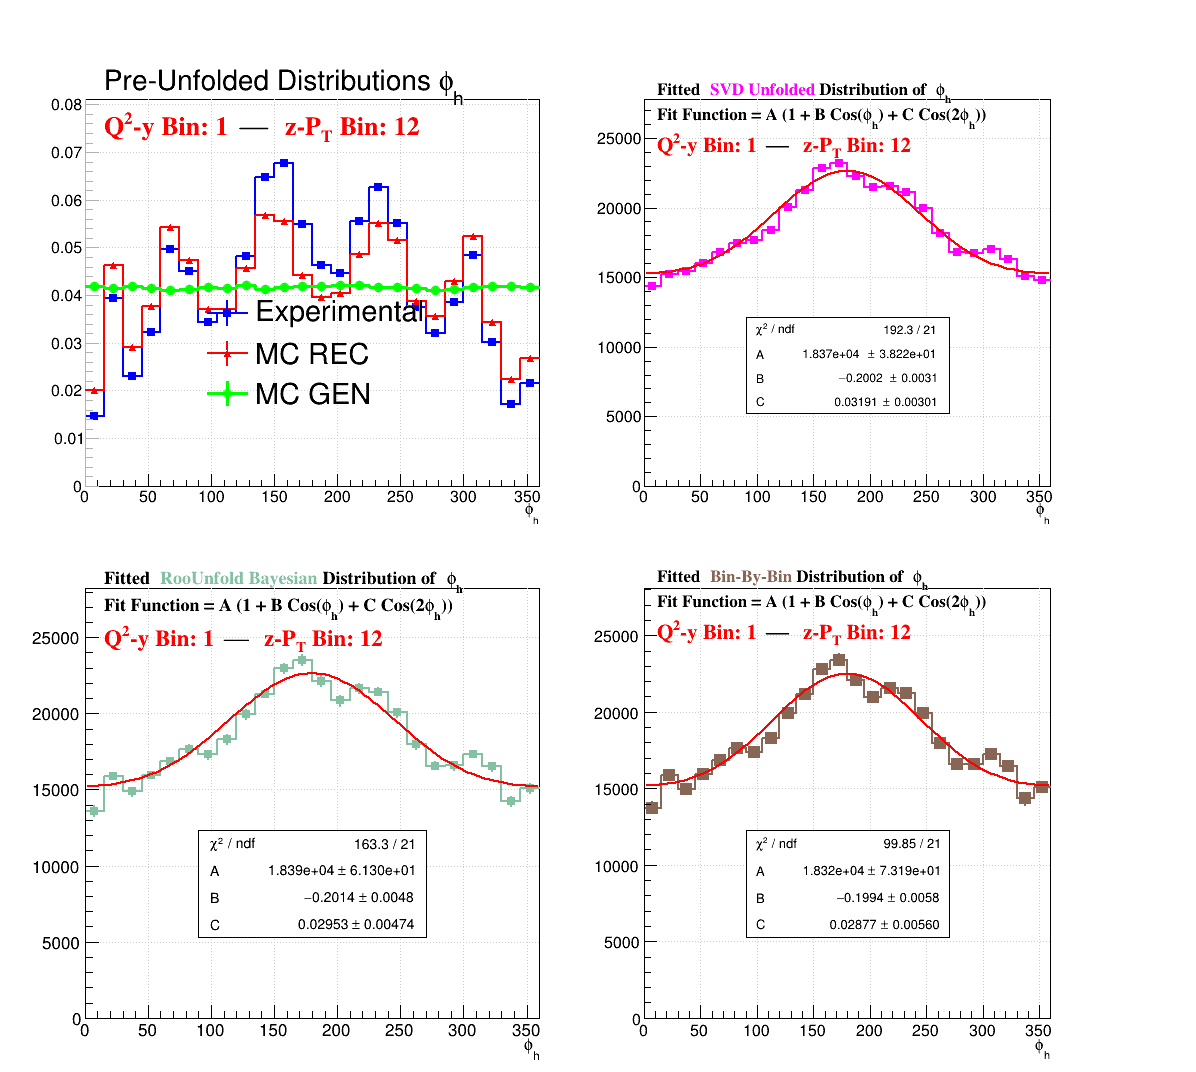 Pre-Unfolded Distributions ϕh
Q2-y Bin: 1 — z-PT Bin: 12
0.08
0.07
0.06
0.05
0.04
0.03
0.02
0.01
0
Experimental
MC REC
MC GEN
0 50 100 150 200 250 300 350
ϕh
Fitted SVD Unfolded Distribution of ϕh
Fit Function = A (1 + B Cos(ϕh) + C Cos(2ϕh))
Q2-y Bin: 1 — z-PT Bin: 12
25000
20000
15000
10000
5000
0
χ2 / ndf 192.3 / 21
A 1.837e+04 ± 3.822e+01
B −0.2002 ± 0.0031
C 0.03191 ± 0.00301
0 50 100 150 200 250 300 350
ϕh
Fitted RooUnfold Bayesian Distribution of ϕh
Fit Function = A (1 + B Cos(ϕh) + C Cos(2ϕh))
Q2-y Bin: 1 — z-PT Bin: 12
25000
20000
15000
10000
5000
0
χ2 / ndf 163.3 / 21
A 1.839e+04 ± 6.130e+01
B −0.2014 ± 0.0048
C 0.02953 ± 0.00474
0 50 100 150 200 250 300 350
ϕh
Fitted Bin-By-Bin Distribution of ϕh
Fit Function = A (1 + B Cos(ϕh) + C Cos(2ϕh))
Q2-y Bin: 1 — z-PT Bin: 12
25000
20000
15000
10000
5000
0
χ2 / ndf 99.85 / 21
A 1.832e+04 ± 7.319e+01
B −0.1994 ± 0.0058
C 0.02877 ± 0.00560
0 50 100 150 200 250 300 350
ϕh